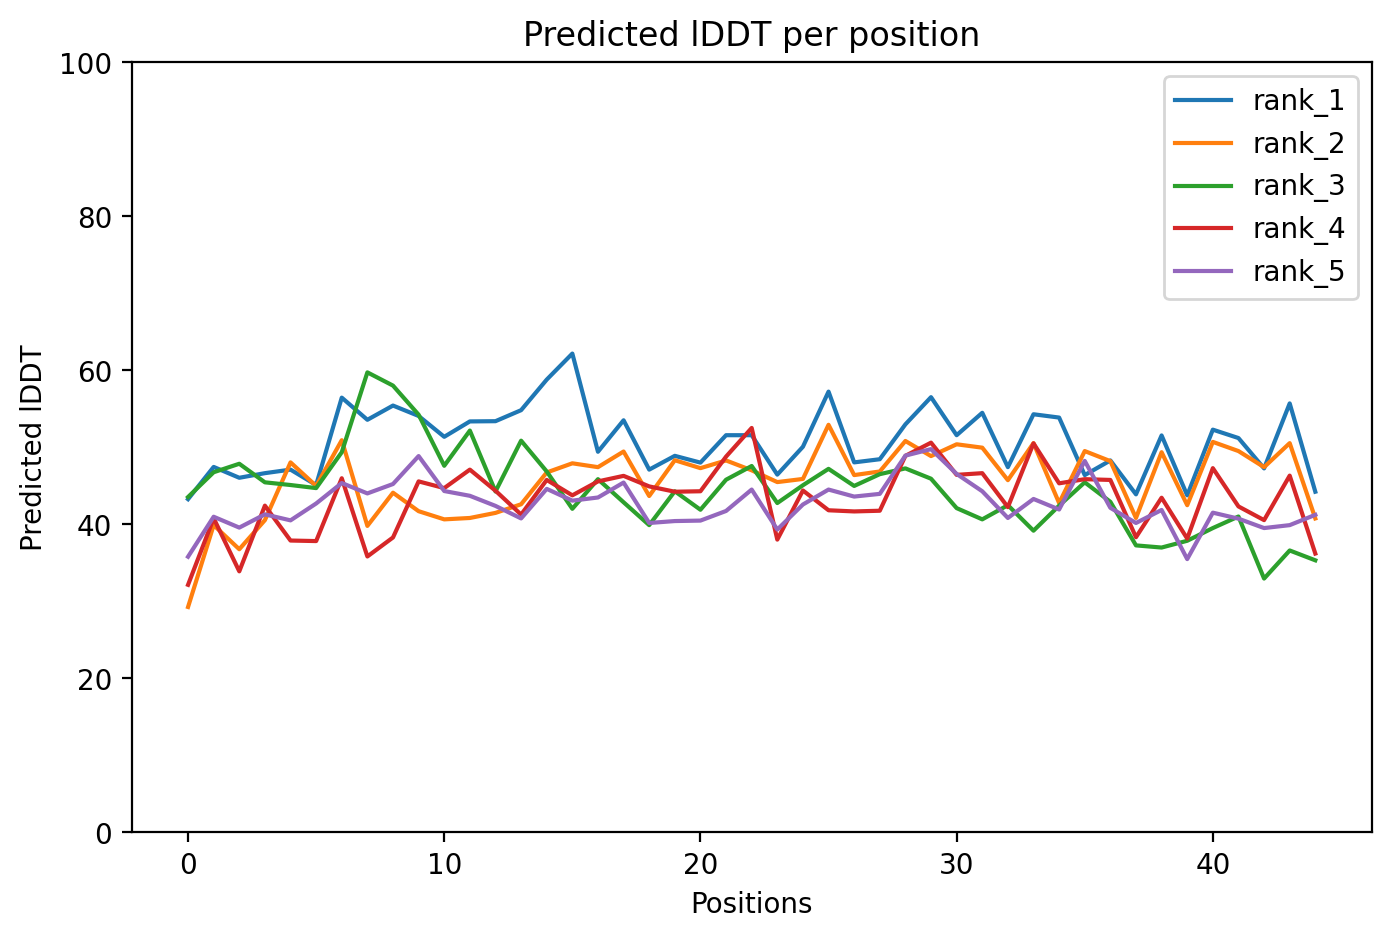 Predicted lDDT per position
100
80
60
40
20
0
Predicted lDDT
0 10 20 30 40
Positions
rank_1
rank_2
rank_3
rank_4
rank_5